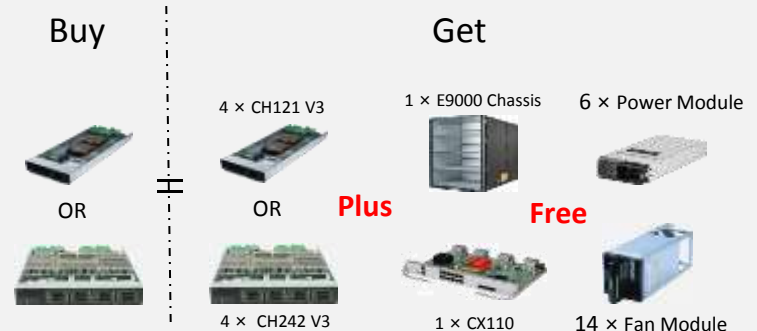 Buy
Get
4 × CH121 V3
1 × E9000 Chassis
6 × Power Module
OR
OR
Plus
Free
4 × CH242 V3
1 × CX110
14 × Fan Module